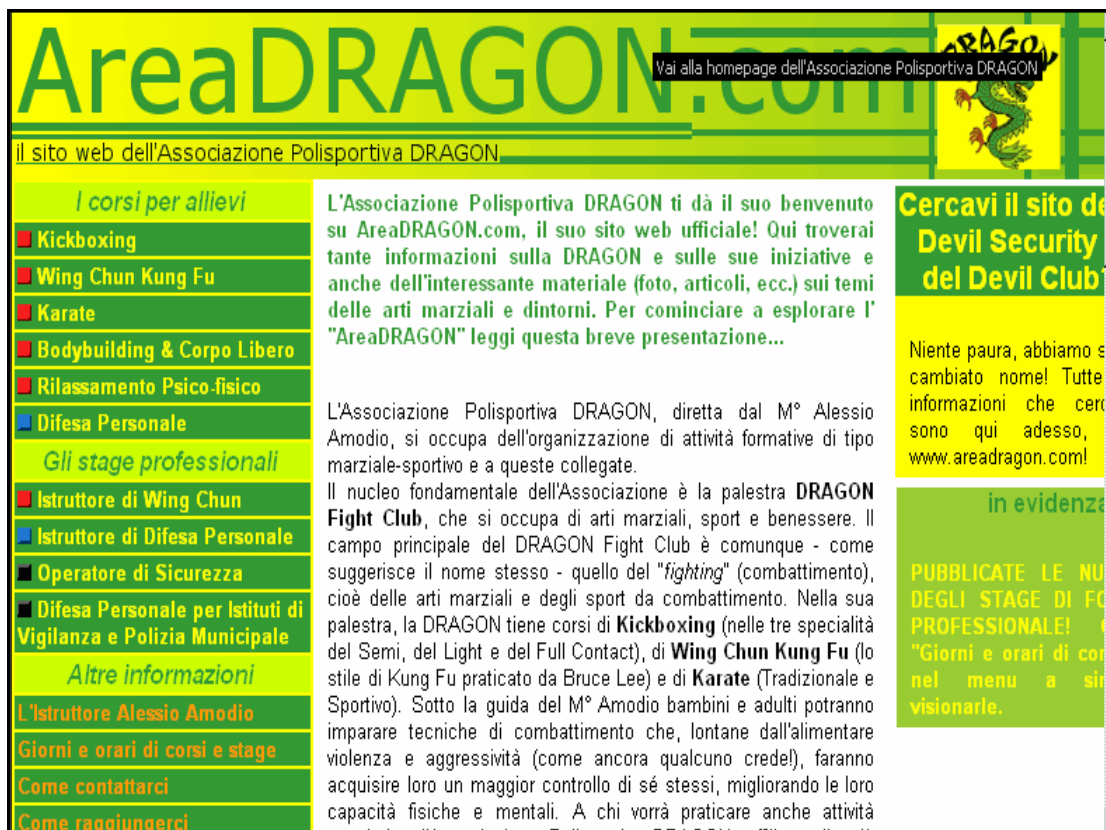 AreaDRAGON.com
DRAGON
Vai alla homepage dell'Associazione Polisportiva DRAGON
il sito web dell'Associazione Polisportiva DRAGON
I corsi per allievi
Kickboxing
Wing Chun Kung Fu
Karate
Bodybuilding & Corpo Libero
Rilassamento Psico-fisico
Difesa Personale
Gli stage professionali
Istruttore di Wing Chun
Istruttore di Difesa Personale
Operatore di Sicurezza
Difesa Personale per Istituti di
Vigilanza e Polizia Municipale
Altre informazioni
L'Istruttore Alessio Amodio
Giorni e orari di corsi e stage
Come contattarci
Come raggiungerci
L'Associazione Polisportiva DRAGON ti dà il suo benvenuto
su AreaDRAGON.com, il suo sito web ufficiale! Qui troverai
tante informazioni sulla DRAGON e sulle sue iniziative e
anche dell'interessante materiale (foto, articoli, ecc.) sui temi
delle arti marziali e dintorni. Per cominciare a esplorare l'
"AreaDRAGON" leggi questa breve presentazione...
L'Associazione Polisportiva DRAGON, diretta dal M° Alessio
Amodio, si occupa dell'organizzazione di attività formative di tipo
marziale-sportivo e a queste collegate.
Il nucleo fondamentale dell'Associazione è la palestra DRAGON
Fight Club, che si occupa di arti marziali, sport e benessere. Il
campo principale del DRAGON Fight Club è comunque - come
suggerisce il nome stesso - quello del "fighting" (combattimento),
cioè delle arti marziali e degli sport da combattimento. Nella sua
palestra, la DRAGON tiene corsi di Kickboxing (nelle tre specialità
del Semi, del Light e del Full Contact), di Wing Chun Kung Fu (lo
stile di Kung Fu praticato da Bruce Lee) e di Karate (Tradizionale e
Sportivo). Sotto la guida del M° Amodio bambini e adulti potranno
imparare tecniche di combattimento che, lontane dall'alimentare
violenza e aggressività (come ancora qualcuno crede!), faranno
acquisire loro un maggior controllo di sé stessi, migliorando le loro
capacità fisiche e mentali. A chi vorrà praticare anche attività
Cercavi il sito de
Devil Security
del Devil Club
Niente paura, abbiamo s
cambiato nome! Tutte
informazioni che cerc
sono qui adesso,
www.areadragon.com!
in evidenza
PUBBLICATE LE NU
DEGLI STAGE DI FO
PROFESSIONALE!
"Giorni e orari di cor
nel menu a sin
visionarle.